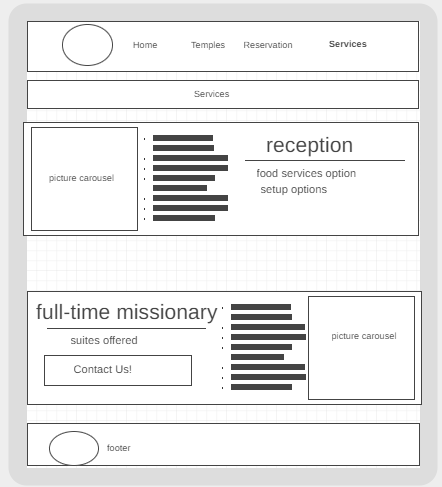 Home Temples Reservation Services
Services
picture carousel
reception
food services option
setup options
full-time missionary
suites offered
Contact Us!
picture carousel
footer